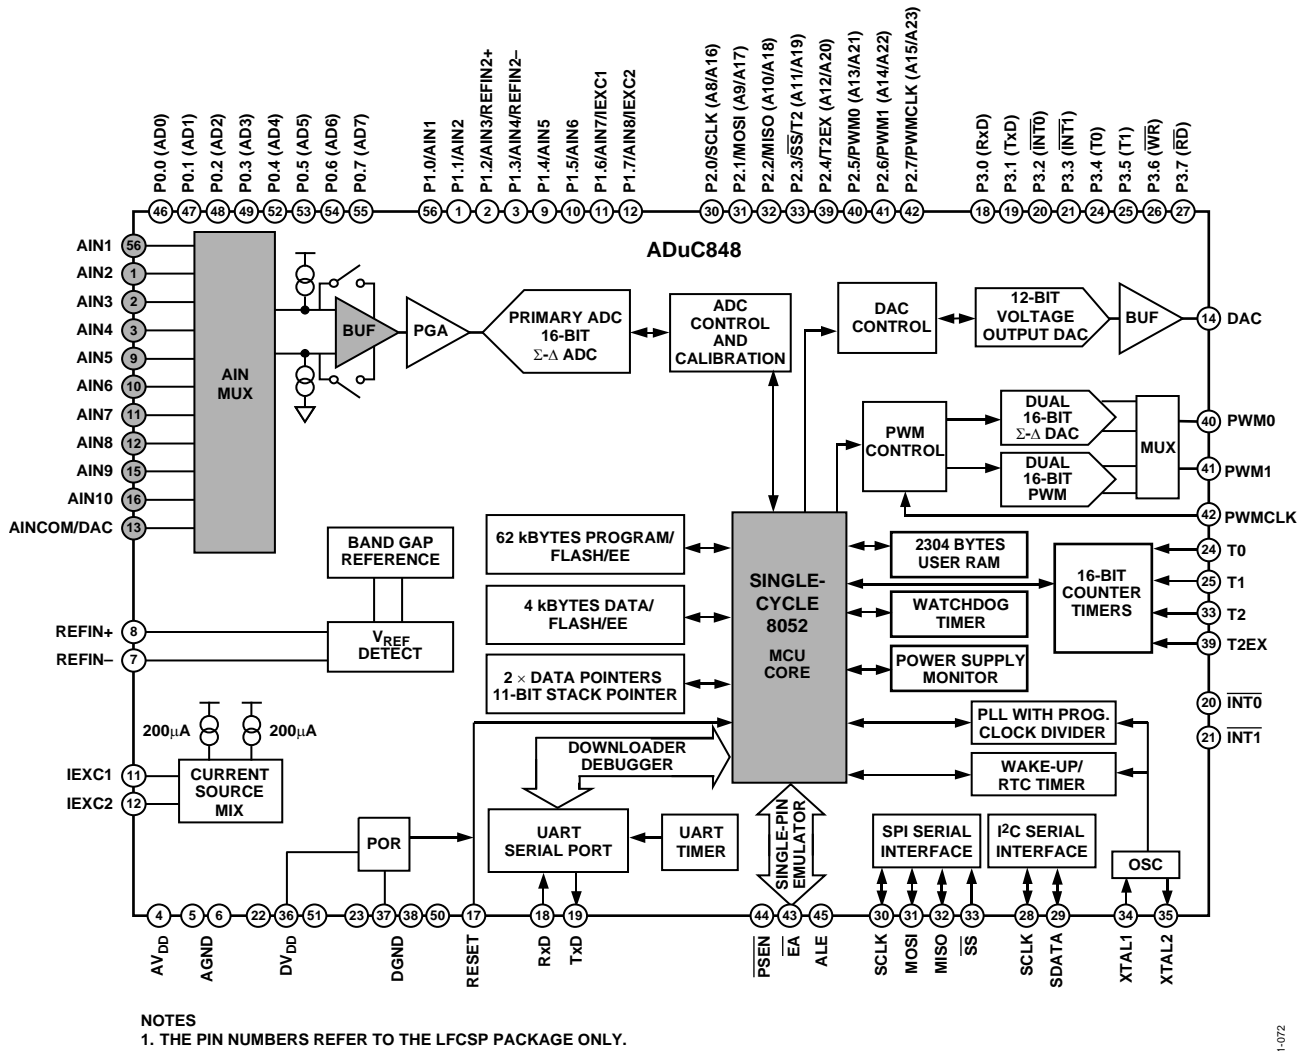 P0.0 (AD0)
P0.1 (AD1)
P0.2 (AD2)
P0.3 (AD3)
P0.4 (AD4)
P0.5 (AD5)
P0.6 (AD6)
P0.7 (AD7)
P1.0/AIN1
P1.1/AIN2
P1.2/AIN3/REFIN2+
P1.3/AIN4/REFIN2–
P1.4/AIN5
P1.5/AIN6
P1.6/AIN7/IEXC1
P1.7/AIN8/IEXC2
P2.0/SCLK (A8/A16)
P2.1/MOSI (A9/A17)
P2.2/MISO (A10/A18)
P2.3/SS/T2 (A11/A19)
P2.4/T2EX (A12/A20)
P2.5/PWM0 (A13/A21)
P2.6/PWM1 (A14/A22)
P2.7/PWMCLK (A15/A23)
P3.0 (RxD)
P3.1 (TxD)
P3.2 (INT0)
P3.3 (INT1)
P3.4 (T0)
P3.5 (T1)
P3.6 (WR)
P3.7 (RD)
46 47 48 49 52 53 54 55
56 1 2 3 9 10 11 12
30 31 32 33 39 40 41 42
18 19 20 21 24 25 26 27
ADuC848
AIN1 56
AIN2 1
AIN3 2
AIN4 3
AIN5 9
AIN6 10
AIN7 11
AIN8 12
AIN9 15
AIN10 16
AINCOM/DAC 13
AIN
MUX
BUF
PGA
PRIMARY ADC
16-BIT
Σ-Δ ADC
ADC
CONTROL
AND
CALIBRATION
DAC
CONTROL
12-BIT
VOLTAGE
OUTPUT DAC
BUF
14 DAC
PWM
CONTROL
DUAL
16-BIT
Σ-Δ DAC
DUAL
16-BIT
PWM
MUX
40 PWM0
41 PWM1
42 PWMCLK
BAND GAP
REFERENCE
VREF
DETECT
REFIN+ 8
REFIN– 7
62 kBYTES PROGRAM/
FLASH/EE
4 kBYTES DATA/
FLASH/EE
2 × DATA POINTERS
11-BIT STACK POINTER
SINGLE-
CYCLE
8052
MCU
CORE
2304 BYTES
USER RAM
WATCHDOG
TIMER
POWER SUPPLY
MONITOR
16-BIT
COUNTER
TIMERS
24 T0
25 T1
33 T2
39 T2EX
20 INT0
21 INT1
200µA 200µA
IEXC1 11
IEXC2 12
CURRENT
SOURCE
MIX
DOWNLOADER
DEBUGGER
PLL WITH PROG.
CLOCK DIVIDER
WAKE-UP/
RTC TIMER
POR
UART
SERIAL PORT
UART
TIMER
SINGLE-PIN
EMULATOR
SPI SERIAL
INTERFACE
I2C SERIAL
INTERFACE
OSC
4 5 6 22 36 51 23 37 38 50 17 18 19 44 43 45 30 31 32 33 28 29 34 35
AVDD
AGND
DVDD
DGND
RESET
RxD
TxD
PSEN
EA
ALE
SCLK
MOSI
MISO
SS
SCLK
SDATA
XTAL1
XTAL2
NOTES
1. THE PIN NUMBERS REFER TO THE LFCSP PACKAGE ONLY.
1-072